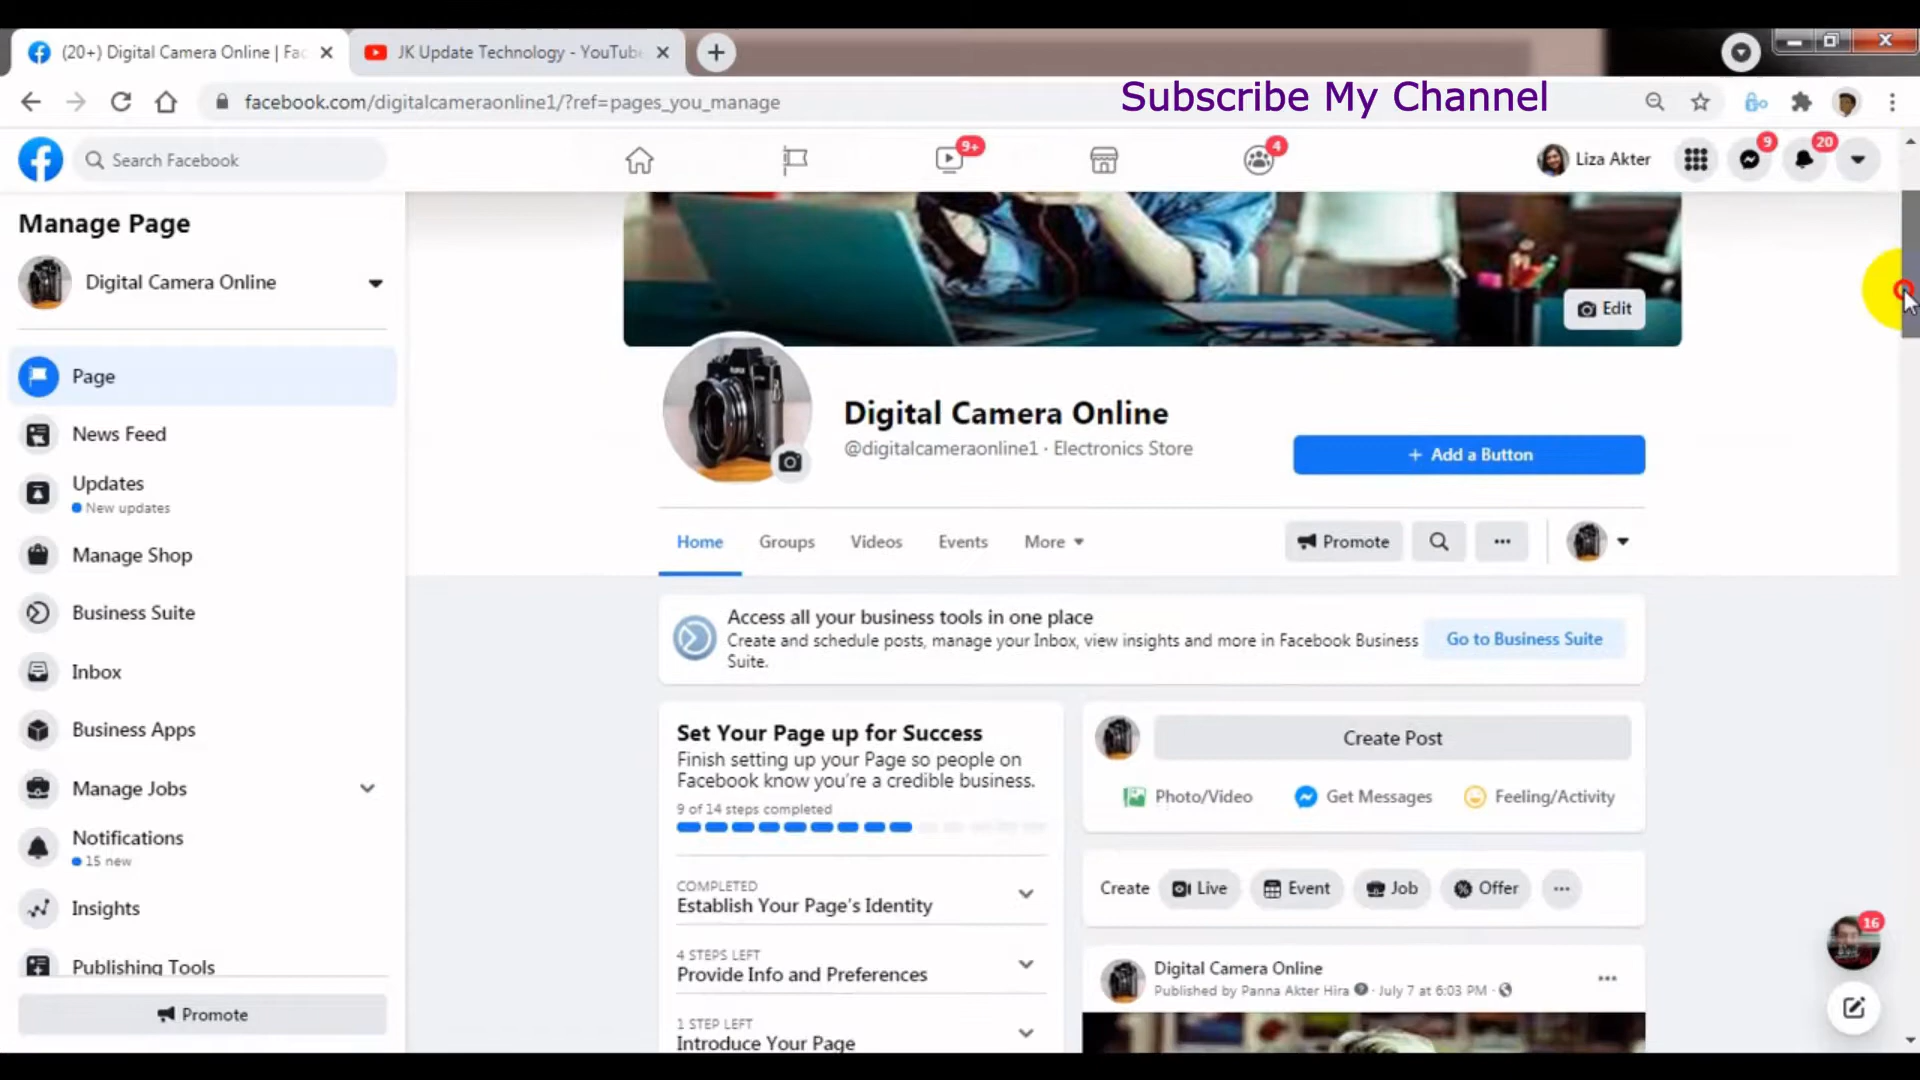 (20+) Digital Camera Online | Fac
JK Update Technology - YouTube
facebook.com/digitalcameraonline1/?ref=pages_you_manage
Subscribe My Channel
Search Facebook
9+
4
Liza Akter
9
20
Manage Page
Digital Camera Online
Page
News Feed
Updates
New updates
Manage Shop
Business Suite
Inbox
Business Apps
Manage Jobs
Notifications
15 new
Insights
Publishing Tools
Promote
Edit
Digital Camera Online
@digitalcameraonline1 · Electronics Store
+ Add a Button
Home Groups Videos Events More
Promote
Access all your business tools in one place
Create and schedule posts, manage your Inbox, view insights and more in Facebook Business
Suite.
Go to Business Suite
Set Your Page up for Success
Finish setting up your Page so people on
Facebook know you're a credible business.
9 of 14 steps completed
COMPLETED
Establish Your Page's Identity
4 STEPS LEFT
Provide Info and Preferences
1 STEP LEFT
Introduce Your Page
Create Post
Photo/Video Get Messages Feeling/Activity
Create Live Event Job Offer
Digital Camera Online
Published by Panna Akter Hira · July 7 at 6:03 PM ·
16